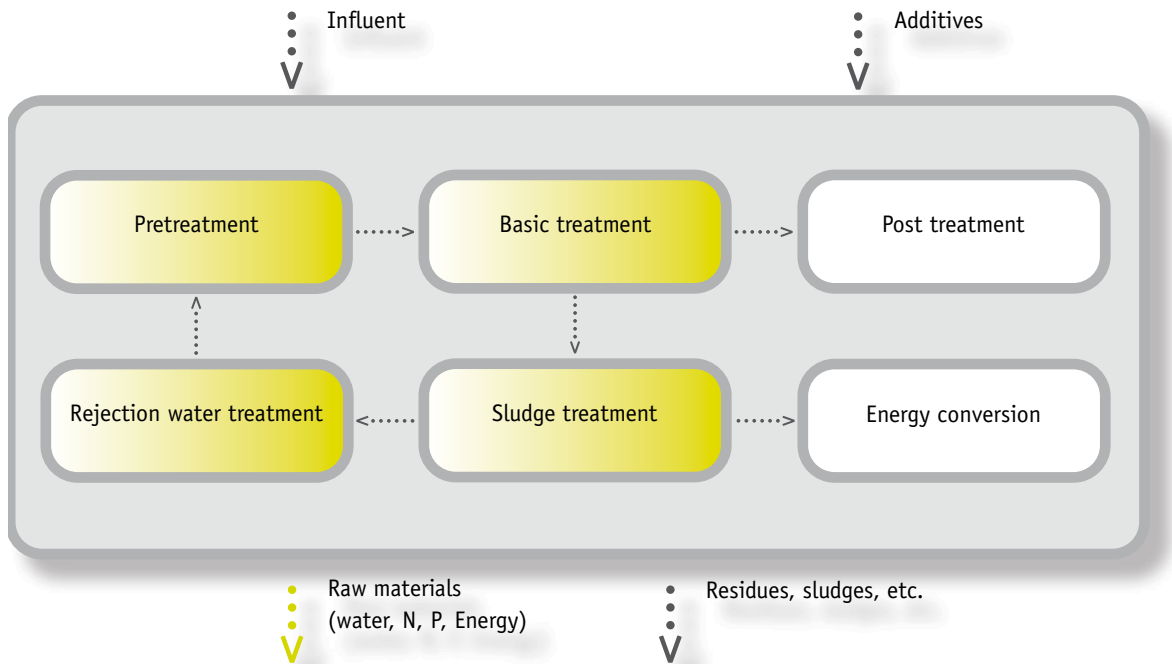 Influent
Additives
Pretreatment
Basic treatment
Post treatment
Rejection water treatment
Sludge treatment
Energy conversion
Raw materials
(water, N, P, Energy)
Residues, sludges, etc.